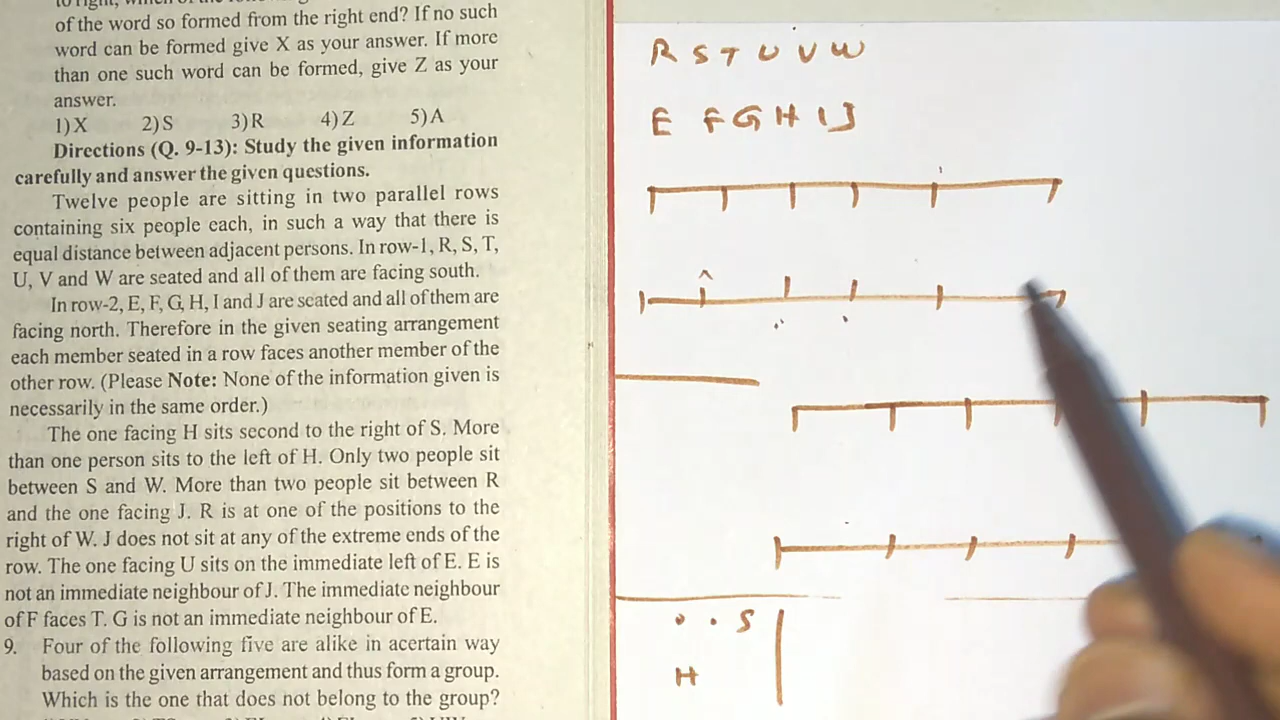 to right, which of the following
of the word so formed from the right end? If no such
word can be formed give X as your answer. If more
than one such word can be formed, give Z as your
answer.
1) X 2) S 3) R 4) Z 5) A
Directions (Q. 9-13): Study the given information
carefully and answer the given questions.
Twelve people are sitting in two parallel rows
containing six people each, in such a way that there is
equal distance between adjacent persons. In row-1, R, S, T,
U, V and W are seated and all of them are facing south.
In row-2, E, F, G, H, I and J are seated and all of them are
facing north. Therefore in the given seating arrangement
each member seated in a row faces another member of the
other row. (Please Note: None of the information given is
necessarily in the same order.)
The one facing H sits second to the right of S. More
than one person sits to the left of H. Only two people sit
between S and W. More than two people sit between R
and the one facing J. R is at one of the positions to the
right of W. J does not sit at any of the extreme ends of the
row. The one facing U sits on the immediate left of E. E is
not an immediate neighbour of J. The immediate neighbour
of F faces T. G is not an immediate neighbour of E.
9. Four of the following five are alike in acertain way
based on the given arrangement and thus form a group.
Which is the one that does not belong to the group?
R S T U V W
E F G H I J
S
H